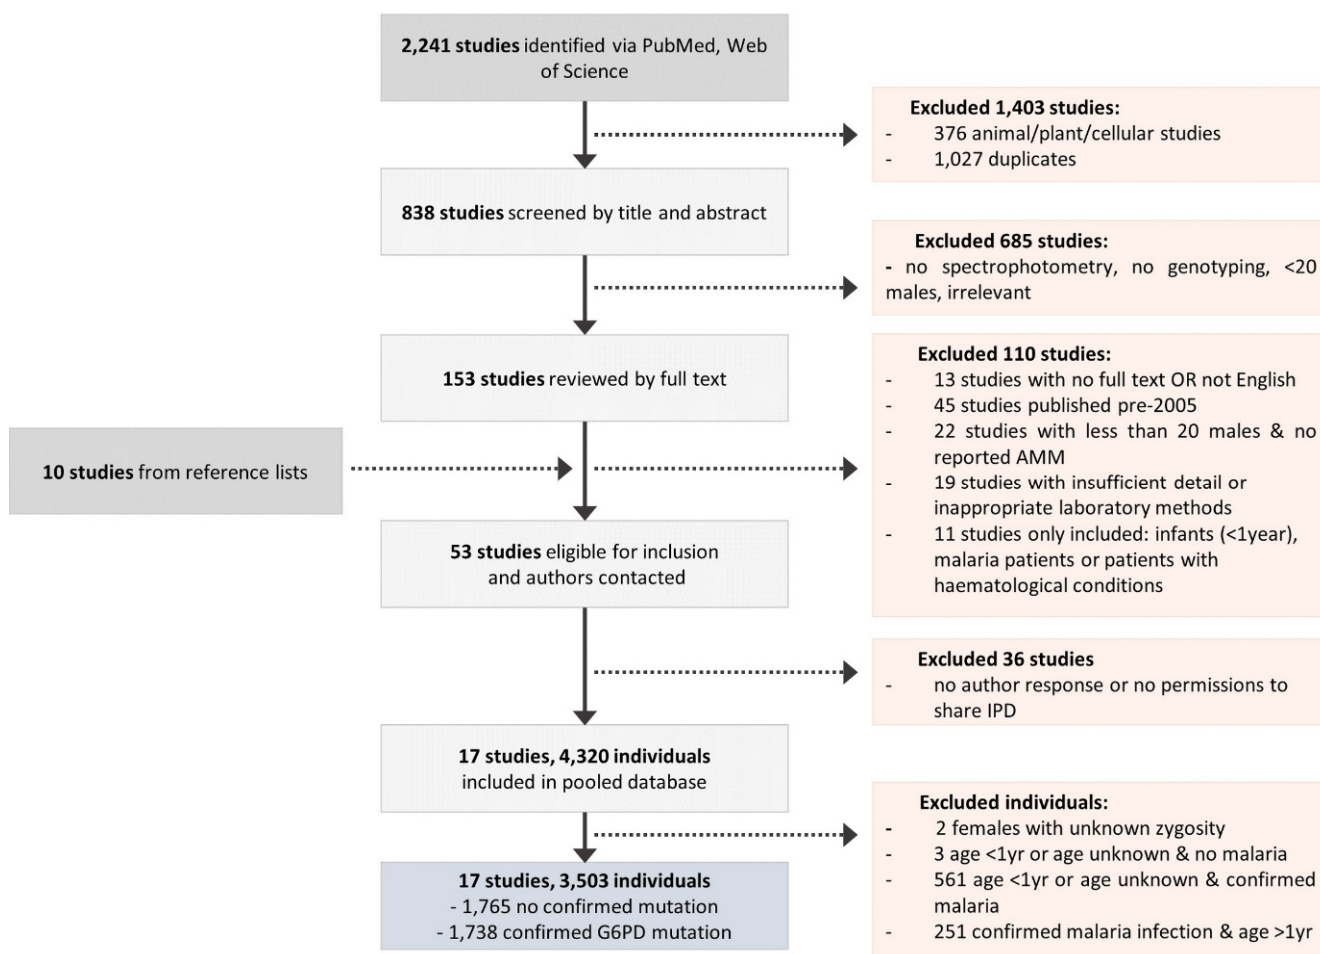 2,241 studies identified via PubMed, Web
of Science
Excluded 1,403 studies:
- 376 animal/plant/cellular studies
- 1,027 duplicates
838 studies screened by title and abstract
Excluded 685 studies:
- no spectrophotometry, no genotyping, <20
males, irrelevant
153 studies reviewed by full text
Excluded 110 studies:
- 13 studies with no full text OR not English
- 45 studies published pre-2005
- 22 studies with less than 20 males & no
reported AMM
- 19 studies with insufficient detail or
inappropriate laboratory methods
- 11 studies only included: infants (<1year),
malaria patients or patients with
haematological conditions
10 studies from reference lists
53 studies eligible for inclusion
and authors contacted
Excluded 36 studies
- no author response or no permissions to
share IPD
17 studies, 4,320 individuals
included in pooled database
Excluded individuals:
- 2 females with unknown zygosity
- 3 age <1yr or age unknown & no malaria
- 561 age <1yr or age unknown & confirmed
malaria
- 251 confirmed malaria infection & age >1yr
17 studies, 3,503 individuals
- 1,765 no confirmed mutation
- 1,738 confirmed G6PD mutation